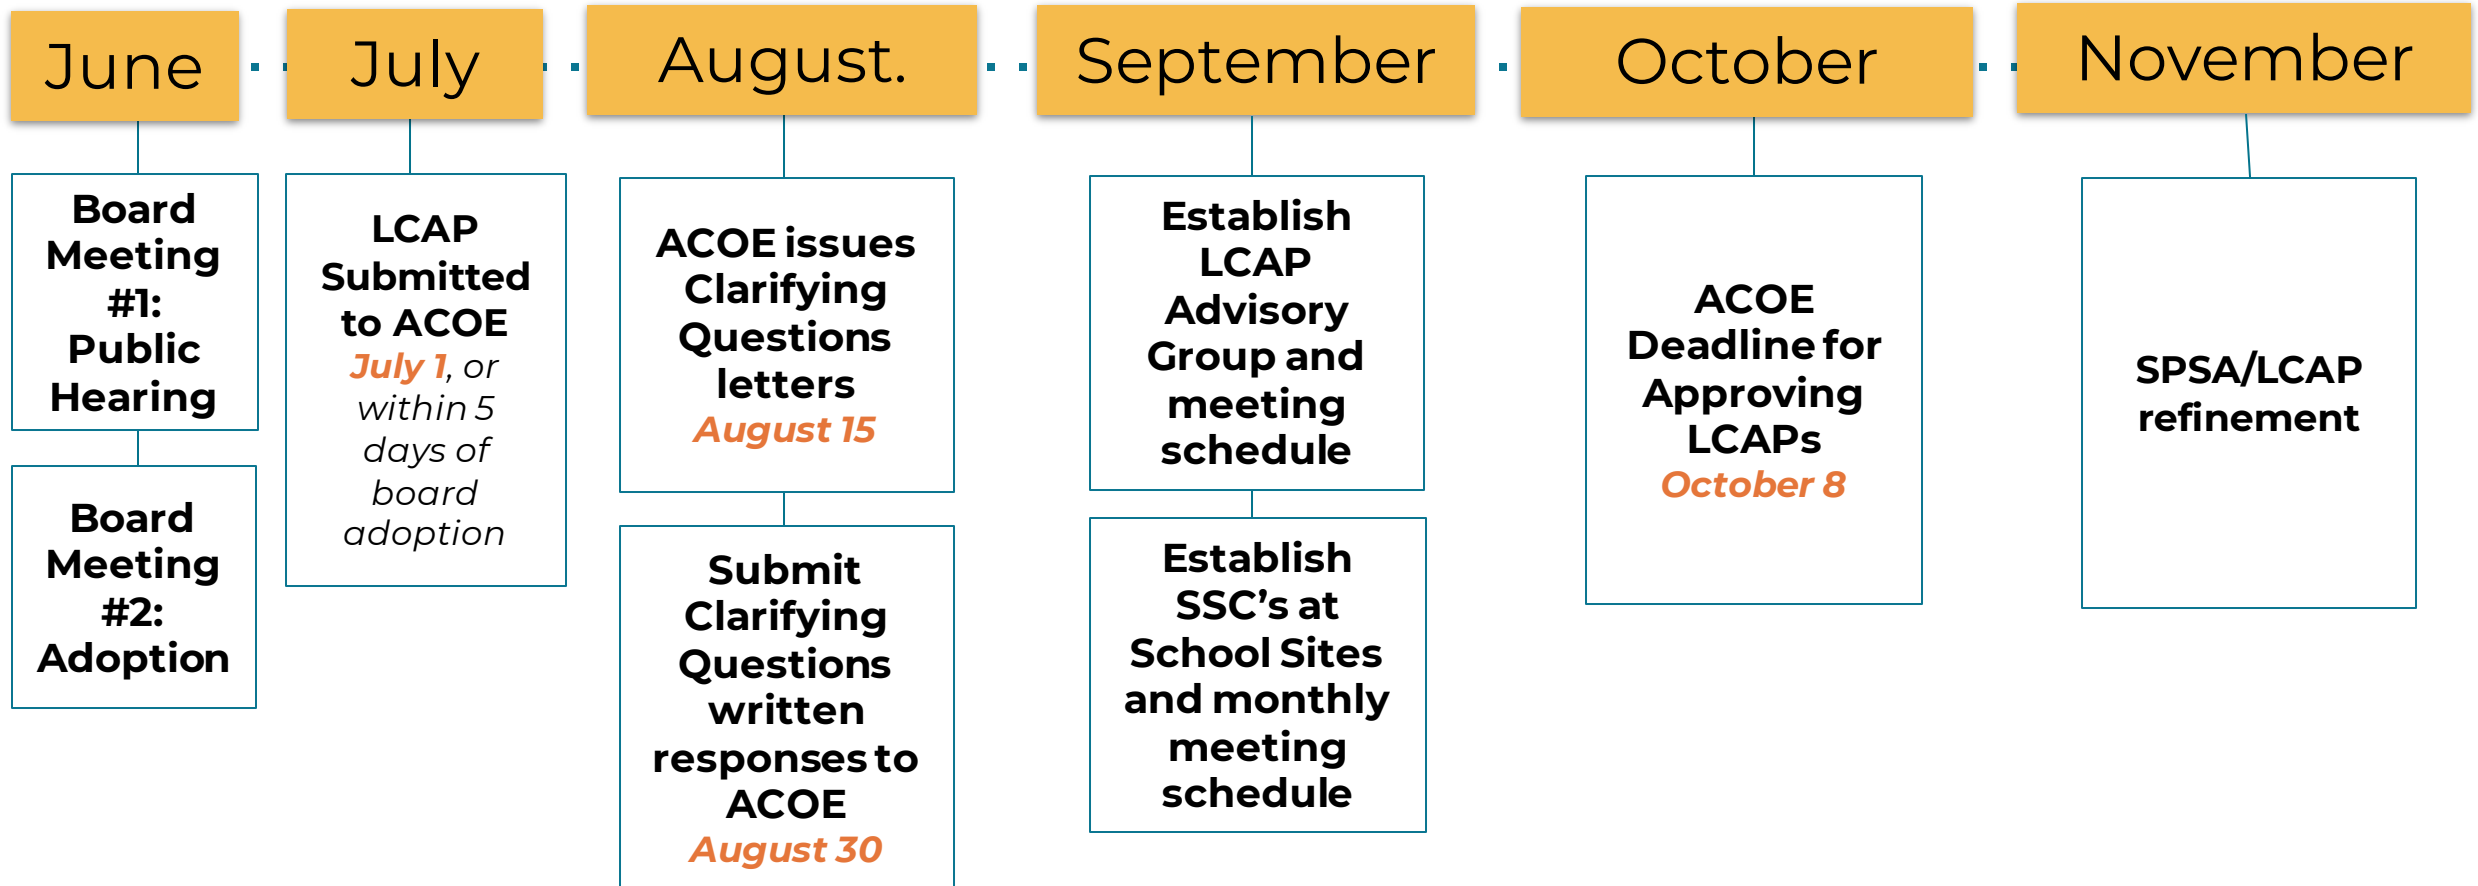 June
July
August.
September
October
November
Board
Meeting
#1:
Public
Hearing
Board
Meeting
#2:
Adoption
LCAP
Submitted
to ACOE
July 1, or
within 5
days of
board
adoption
ACOE issues
Clarifying
Questions
letters
August 15
Submit
Clarifying
Questions
written
responses to
ACOE
August 30
Establish
LCAP
Advisory
Group and
meeting
schedule
Establish
SSC’s at
School Sites
and monthly
meeting
schedule
ACOE
Deadline for
Approving
LCAPs
October 8
SPSA/LCAP
refinement